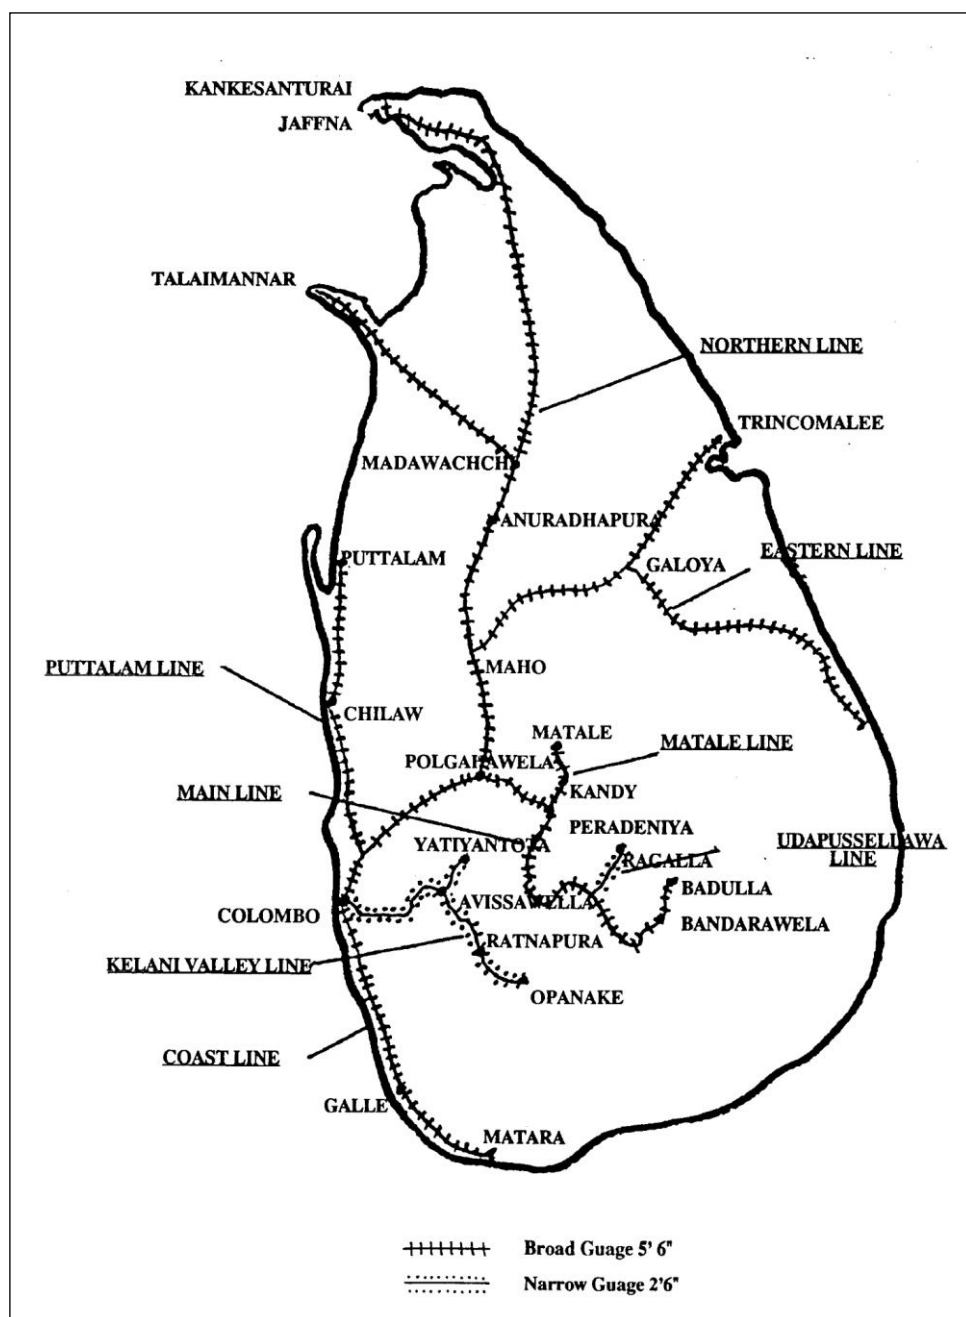 KANKESANTURAI
JAFFNA
TALAIMANNAR
NORTHERN LINE
TRINCOMALEE
MADAWACHCHI
ANURADHAPURA
EASTERN LINE
PUTTALAM
GALOYA
PUTTALAM LINE
MAHO
CHILAW
MATALE
MATALE LINE
POLGAHAWELA
MAIN LINE
KANDY
PERADENIYA
YATIYANTOTA
UDAPUSSELLAWA
LINE
RAGALLA
BADULLA
AVISSAWELLA
COLOMBO
BANDARAWELA
RATNAPURA
KELANI VALLEY LINE
OPANAKE
COAST LINE
GALLE
MATARA
Broad Guage 5' 6"
Narrow Guage 2'6"